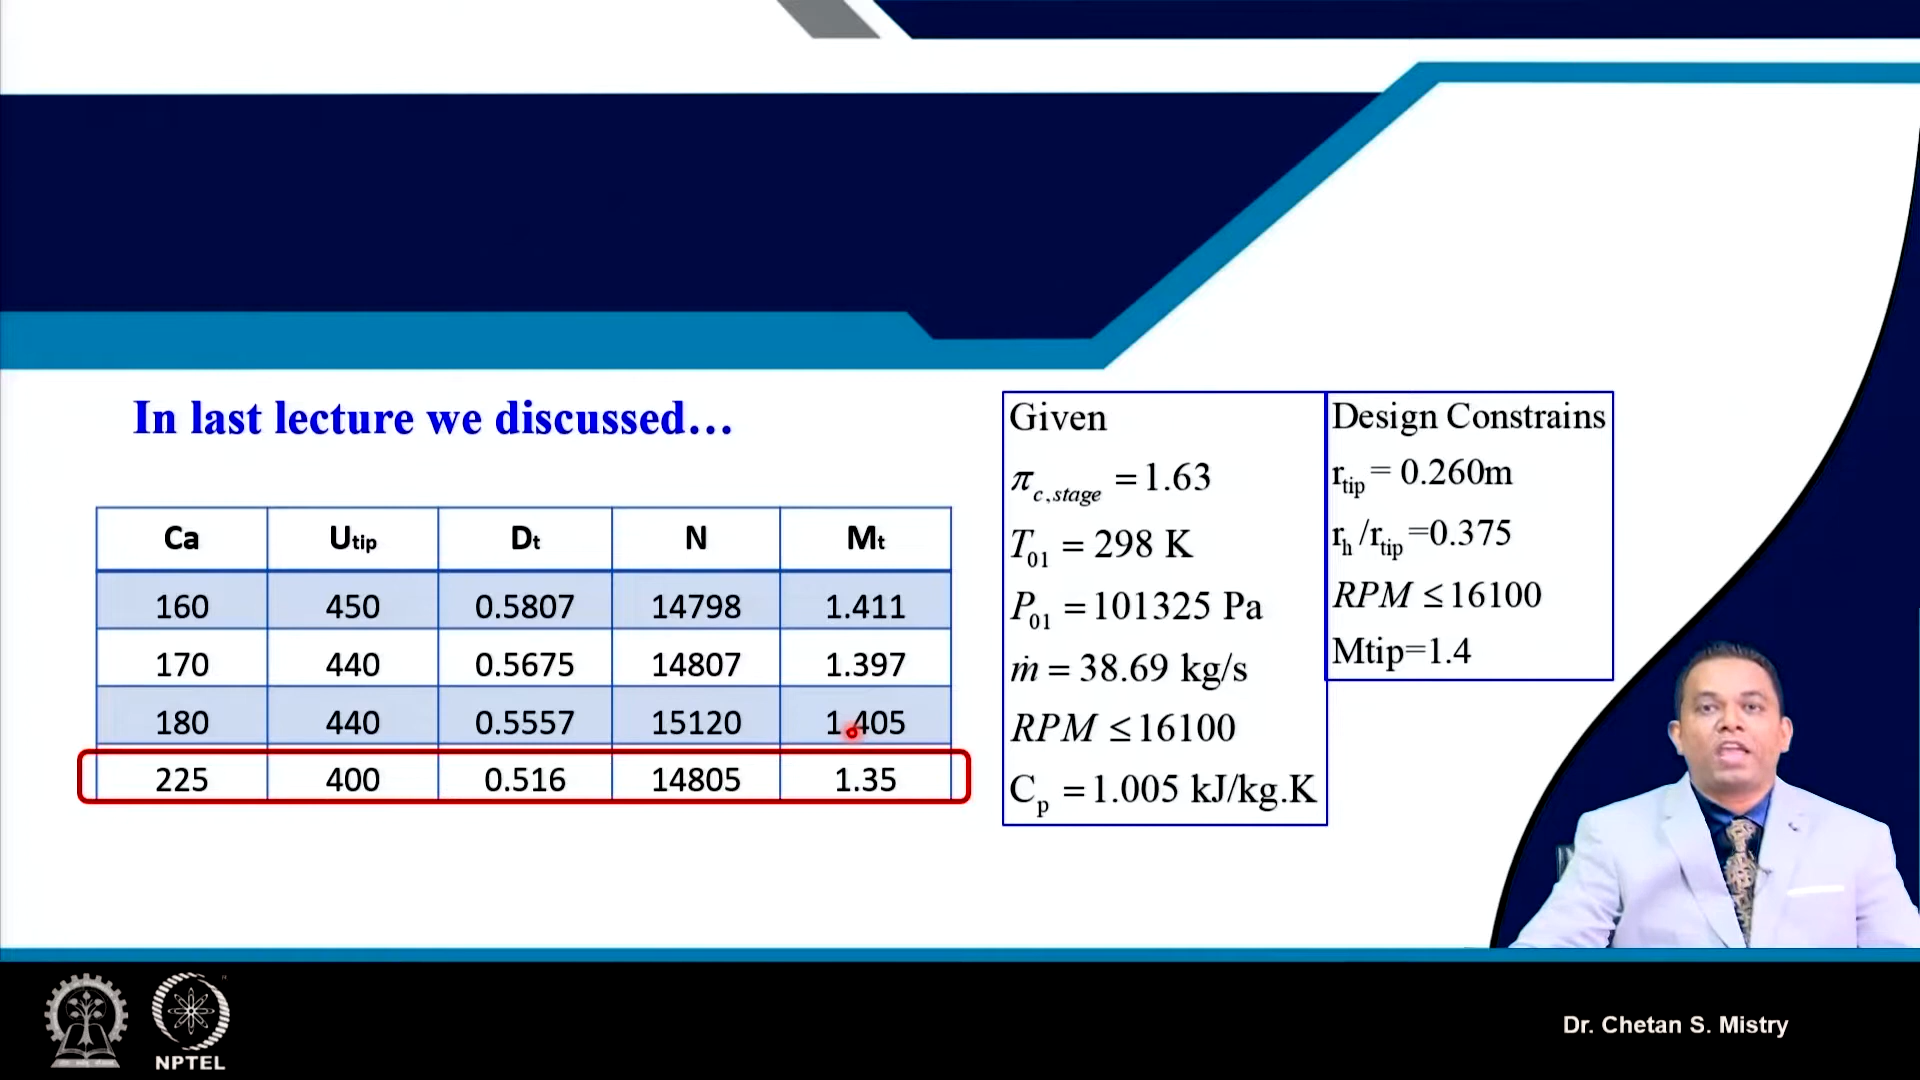 In last lecture we discussed…
Ca Utip Dt N Mt
160 450 0.5807 14798 1.411
170 440 0.5675 14807 1.397
180 440 0.5557 15120 1.405
225 400 0.516 14805 1.35
Given
π c,stage = 1.63
T01 = 298 K
P01 = 101325 Pa
ṁ = 38.69 kg/s
RPM ≤ 16100
Cp = 1.005 kJ/kg.K
Design Constrains
rtip = 0.260m
rh /rtip =0.375
RPM ≤ 16100
Mtip=1.4
NPTEL
Dr. Chetan S. Mistry